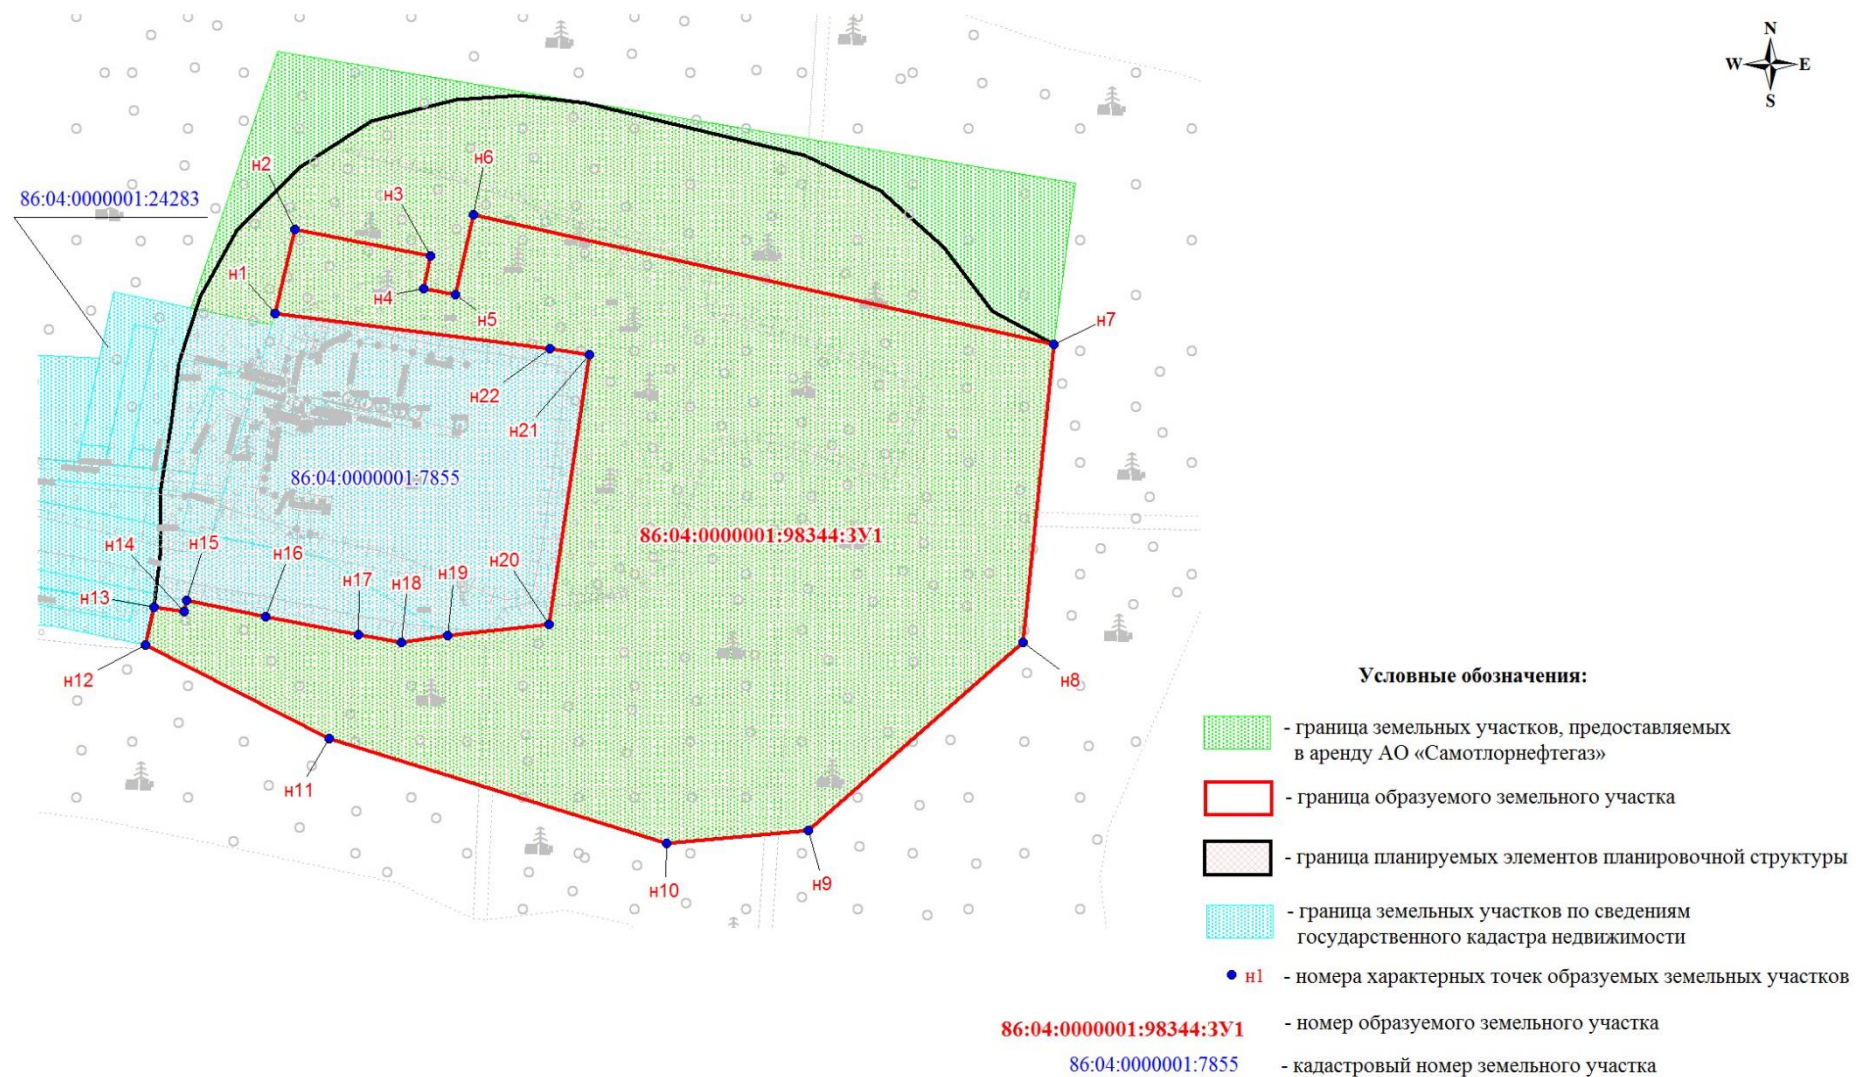 N
W E
S
н6
н2
н3
86:04:0000001:24283
н1
н4
н5
н7
н22
н21
86:04:0000001:7855
86:04:0000001:98344:ЗУ1
н14
н15
н16
н20
н17
н18
н19
н13
н12
н8
н11
н10
н9
Условные обозначения:
- граница земельных участков, предоставляемых
в аренду АО «Самотлорнефтегаз»
- граница образуемого земельного участка
- граница планируемых элементов планировочной структуры
- граница земельных участков по сведениям
государственного кадастра недвижимости
н1 - номера характерных точек образуемых земельных участков
86:04:0000001:98344:ЗУ1 - номер образуемого земельного участка
86:04:0000001:7855 - кадастровый номер земельного участка